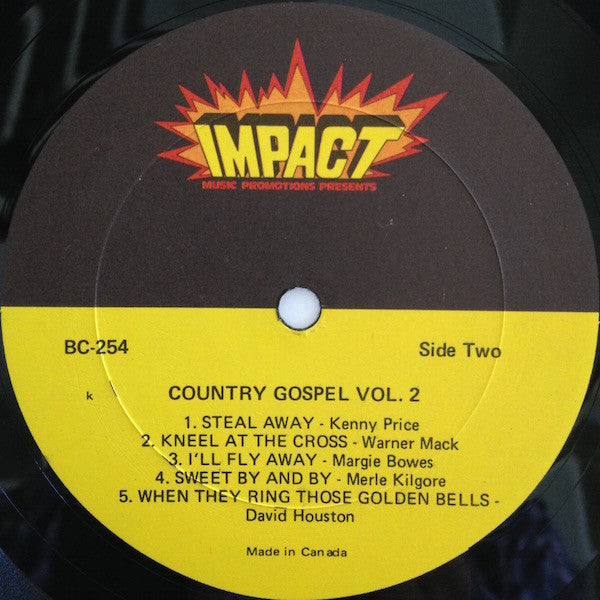 IMPACT
MUSIC PROMOTIONS PRESENTS
BC-254
Side Two
k
COUNTRY GOSPEL VOL. 2
1. STEAL AWAY - Kenny Price
2. KNEEL AT THE CROSS - Warner Mack
3. I'LL FLY AWAY - Margie Bowes
4. SWEET BY AND BY - Merle Kilgore
5. WHEN THEY RING THOSE GOLDEN BELLS -
David Houston
Made in Canada